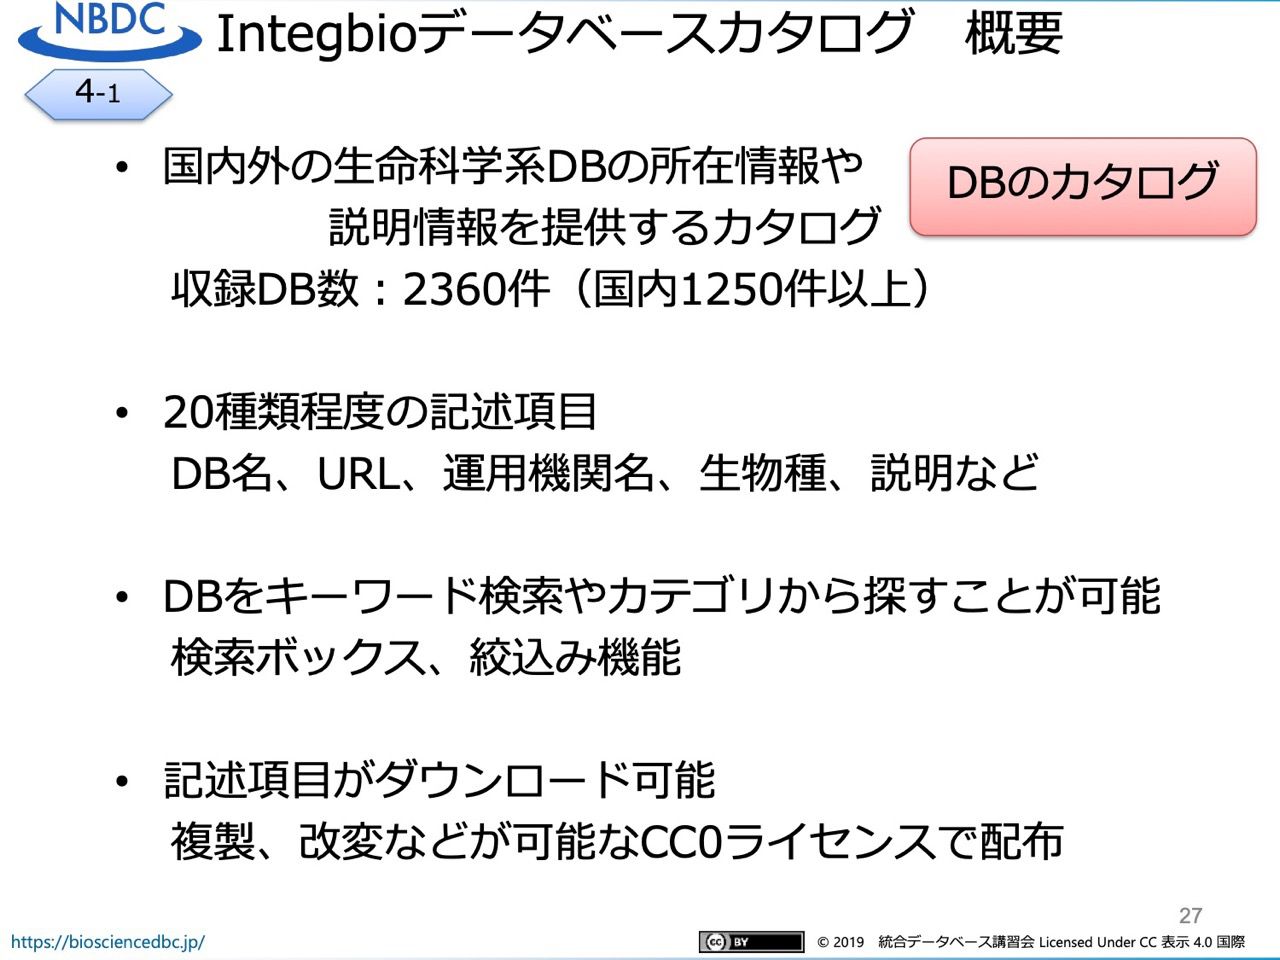 NBDC
Integbioデータベースカタログ　概要
4-1
• 国内外の生命科学系DBの所在情報や
説明情報を提供するカタログ
収録DB数：2360件（国内1250件以上）
DBのカタログ
• 20種類程度の記述項目
DB名、URL、運用機関名、生物種、説明など
• DBをキーワード検索やカテゴリから探すことが可能
検索ボックス、絞込み機能
• 記述項目がダウンロード可能
複製、改変などが可能なCC0ライセンスで配布
27
https://biosciencedbc.jp/
cc BY
© 2019　統合データベース講習会 Licensed Under CC 表示 4.0 国際